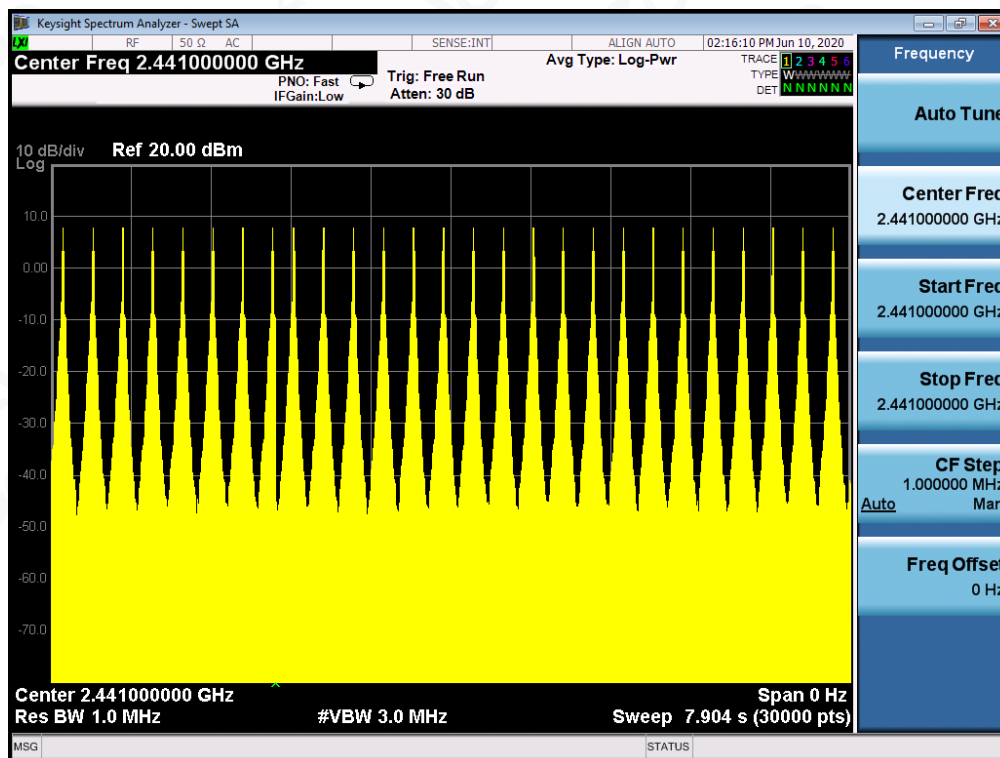 Keysight Spectrum Analyzer - Swept SA
LXI RF 50 Ω AC SENSE:INT ALIGN AUTO 02:16:10 PM Jun 10, 2020
Center Freq 2.441000000 GHz
PNO: Fast
IFGain:Low
Trig: Free Run
Atten: 30 dB
Avg Type: Log-Pwr
TRACE 1 2 3 4 5 6
TYPE WWWWWW
DET N N N N N N
10 dB/div Ref 20.00 dBm
Log
10.0
0.00
-10.0
-20.0
-30.0
-40.0
-50.0
-60.0
-70.0
Center 2.441000000 GHz Span 0 Hz
Res BW 1.0 MHz #VBW 3.0 MHz Sweep 7.904 s (30000 pts)
MSG STATUS
Frequency
Auto Tune
Center Freq
2.441000000 GHz
Start Freq
2.441000000 GHz
Stop Freq
2.441000000 GHz
CF Step
1.000000 MHz
Auto Man
Freq Offset
0 Hz